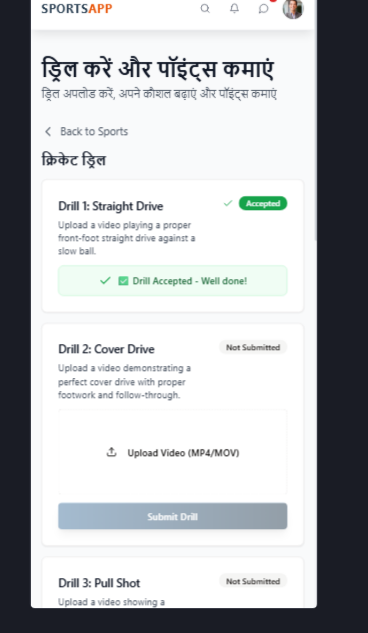 SPORTSAPP
ड्रिल करें और पॉइंट्स कमाएं
ड्रिल अपलोड करें, अपने कौशल बढ़ाएं और पॉइंट्स कमाएं
Back to Sports
क्रिकेट ड्रिल
Drill 1: Straight Drive
Accepted
Upload a video playing a proper
front-foot straight drive against a
slow ball.
✓ ✅ Drill Accepted - Well done!
Drill 2: Cover Drive
Not Submitted
Upload a video demonstrating a
perfect cover drive with proper
footwork and follow-through.
Upload Video (MP4/MOV)
Submit Drill
Drill 3: Pull Shot
Not Submitted
Upload a video showing a